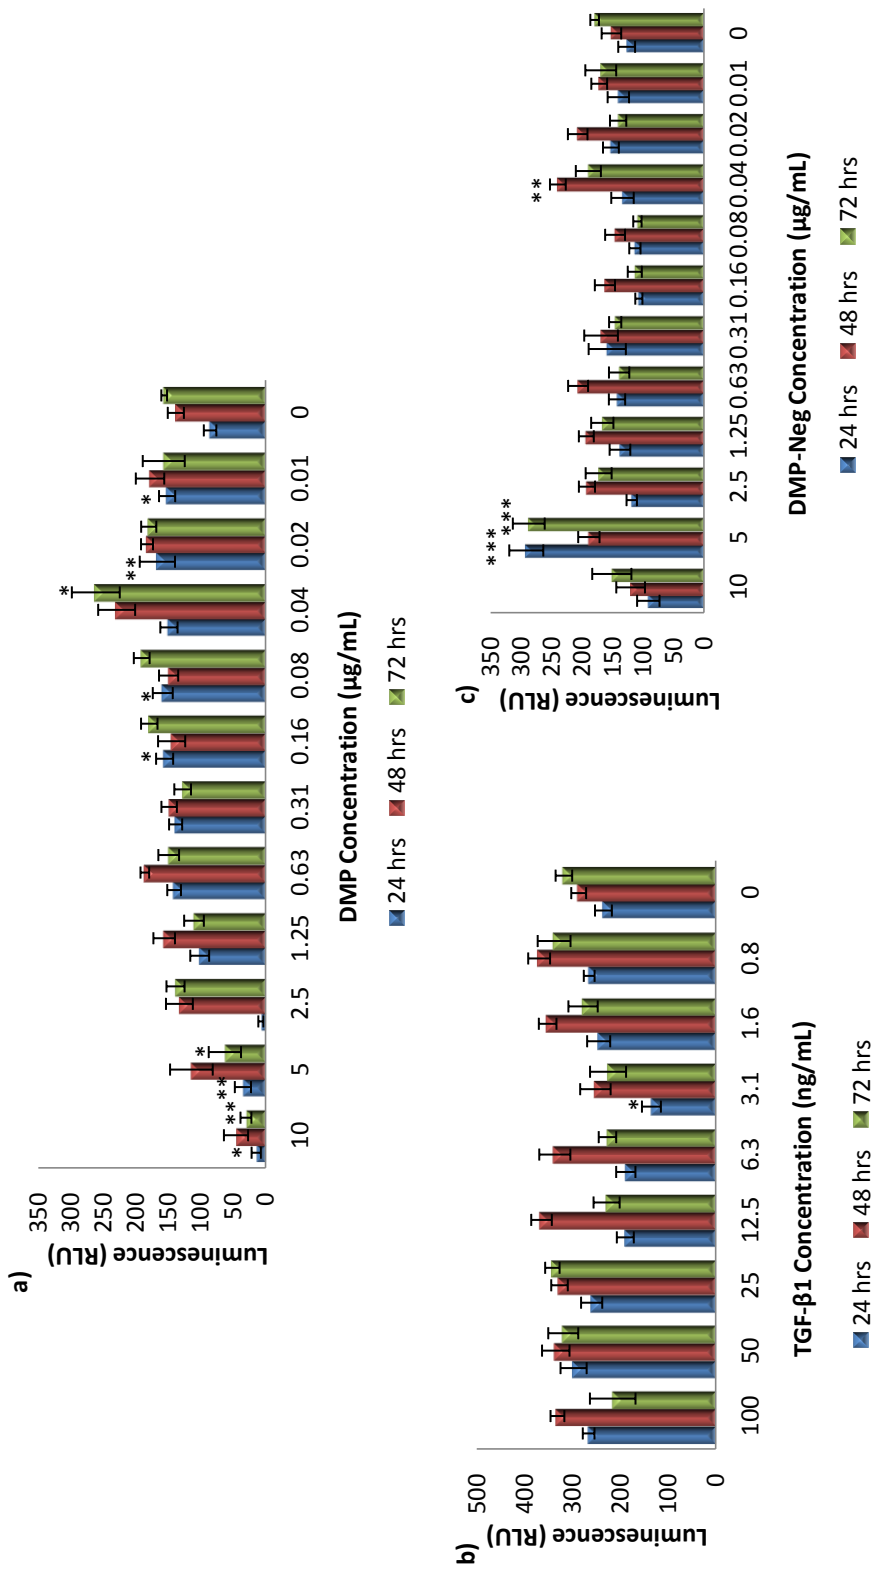 a)
Luminescence (RLU)
350
300
250
200
150
100
50
0
* ** ** * * * * ** *
10 5 2.5 1.25 0.63 0.31 0.16 0.08 0.04 0.02 0.01 0
DMP Concentration (µg/mL)
24 hrs 48 hrs 72 hrs
b)
Luminescence (RLU)
500
400
300
200
100
0
*
100 50 25 12.5 6.3 3.1 1.6 0.8 0
TGF-β1 Concentration (ng/mL)
24 hrs 48 hrs 72 hrs
c)
Luminescence (RLU)
350
300
250
200
150
100
50
0
*** *** **
10 5 2.5 1.25 0.63 0.31 0.16 0.08 0.04 0.02 0.01 0
DMP-Neg Concentration (µg/mL)
24 hrs 48 hrs 72 hrs